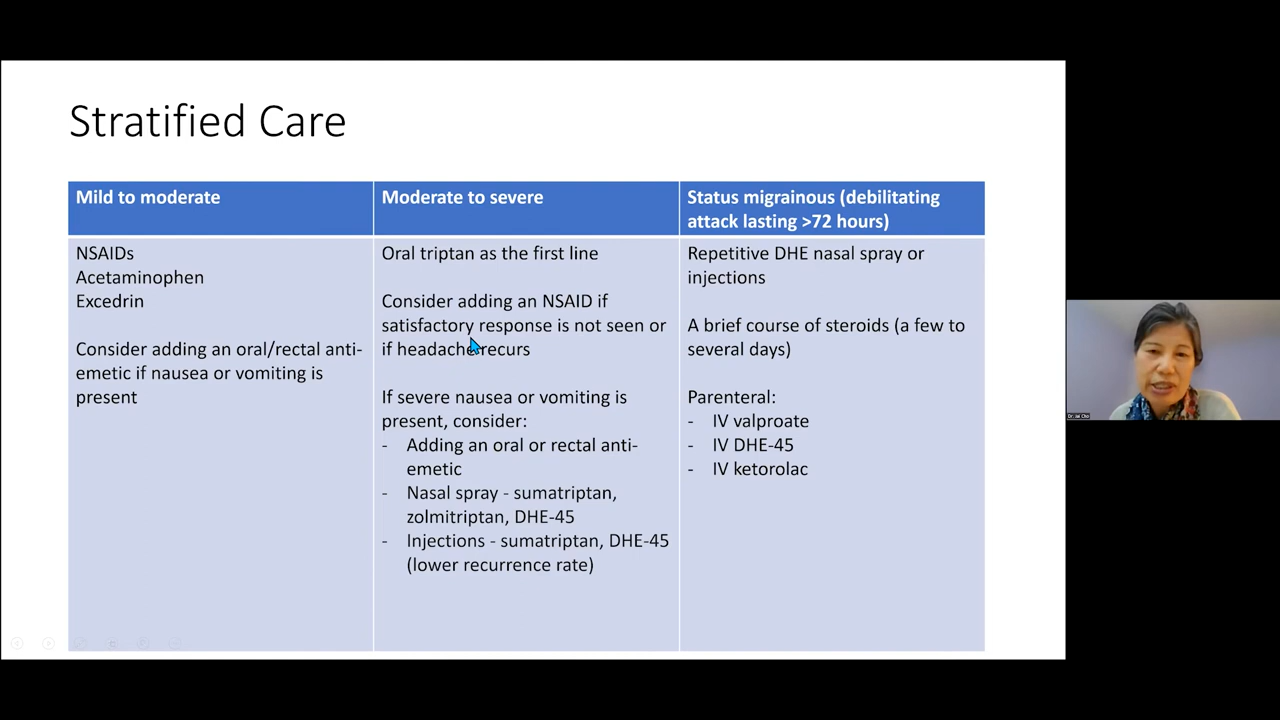 Stratified Care
Mild to moderate
NSAIDs
Acetaminophen
Excedrin
Consider adding an oral/rectal anti-
emetic if nausea or vomiting is
present
Moderate to severe
Oral triptan as the first line
Consider adding an NSAID if
satisfactory response is not seen or
if headache recurs
If severe nausea or vomiting is
present, consider:
- Adding an oral or rectal anti-
emetic
- Nasal spray - sumatriptan,
zolmitriptan, DHE-45
- Injections - sumatriptan, DHE-45
(lower recurrence rate)
Status migrainous (debilitating
attack lasting >72 hours)
Repetitive DHE nasal spray or
injections
A brief course of steroids (a few to
several days)
Parenteral:
- IV valproate
- IV DHE-45
- IV ketorolac